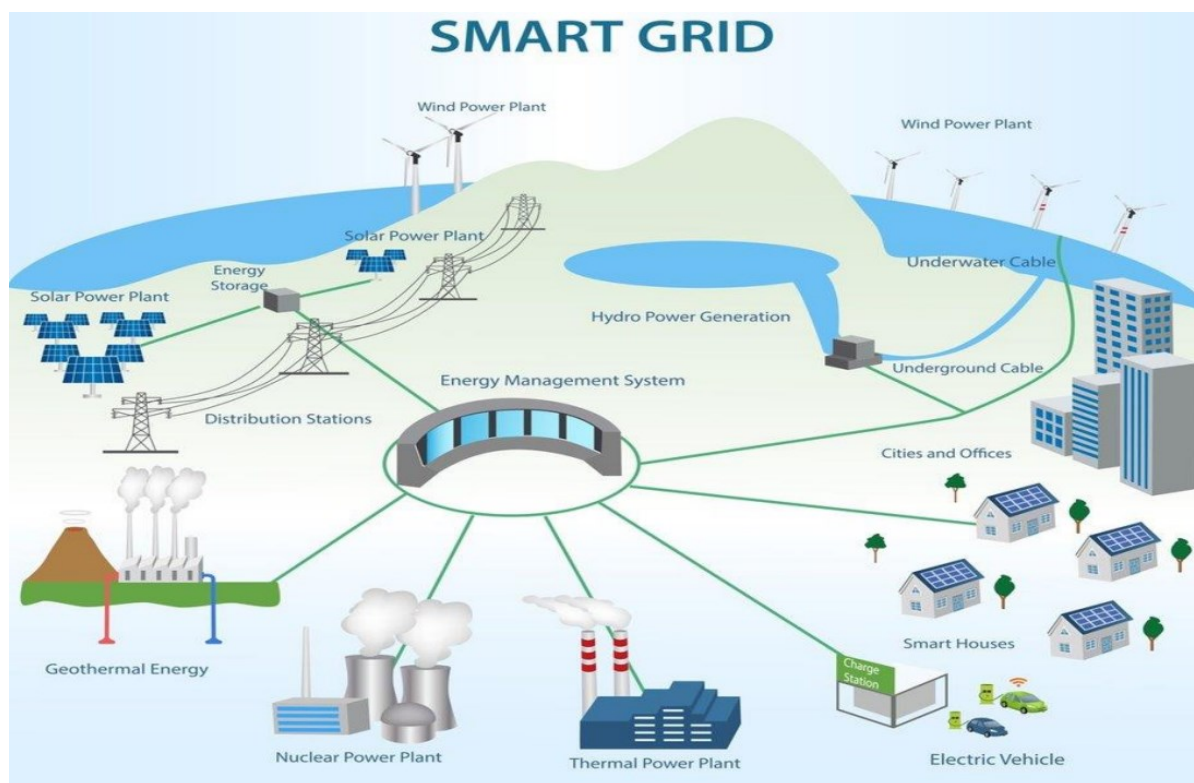 SMART GRID
Wind Power Plant
Wind Power Plant
Solar Power Plant
Energy
Storage
Underwater Cable
Solar Power Plant
Hydro Power Generation
Underground Cable
Energy Management System
Distribution Stations
Cities and Offices
Smart Houses
Geothermal Energy
Charge
Station
Nuclear Power Plant
Thermal Power Plant
Electric Vehicle